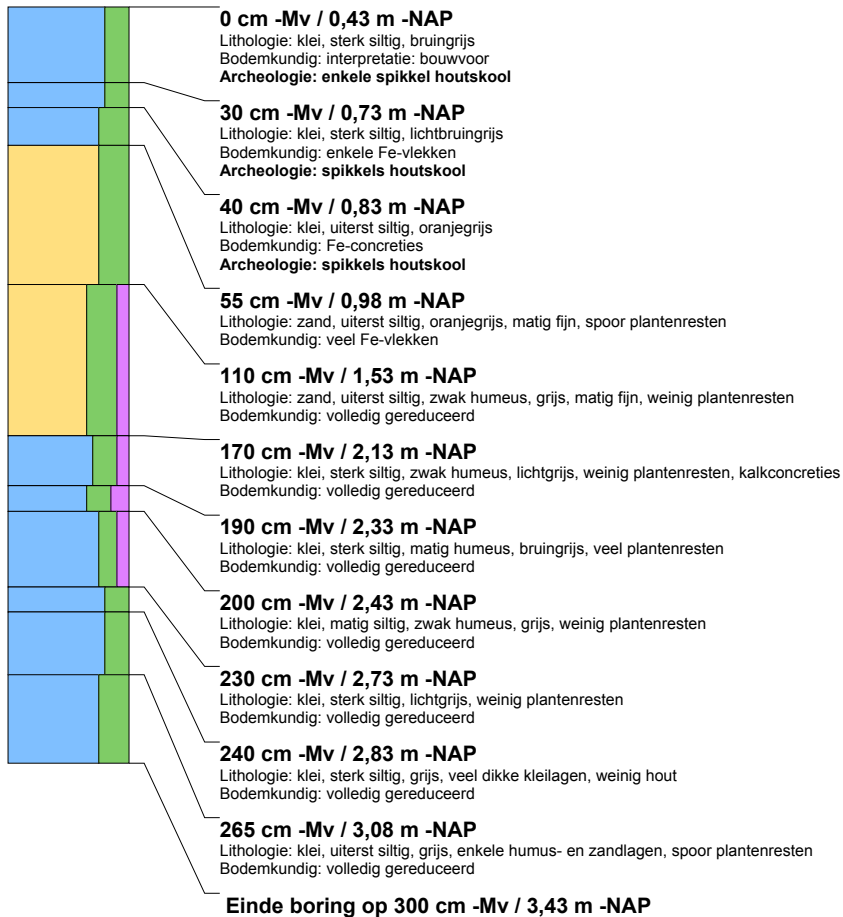 0 cm -Mv / 0,43 m -NAP
Lithologie: klei, sterk siltig, bruingrijs
Bodemkundig: interpretatie: bouwvoor
Archeologie: enkele spikkel houtskool
30 cm -Mv / 0,73 m -NAP
Lithologie: klei, sterk siltig, lichtbruingrijs
Bodemkundig: enkele Fe-vlekken
Archeologie: spikkels houtskool
40 cm -Mv / 0,83 m -NAP
Lithologie: klei, uiterst siltig, oranjegrijs
Bodemkundig: Fe-concreties
Archeologie: spikkels houtskool
55 cm -Mv / 0,98 m -NAP
Lithologie: zand, uiterst siltig, oranjegrijs, matig fijn, spoor plantenresten
Bodemkundig: veel Fe-vlekken
110 cm -Mv / 1,53 m -NAP
Lithologie: zand, uiterst siltig, zwak humeus, grijs, matig fijn, weinig plantenresten
Bodemkundig: volledig gereduceerd
170 cm -Mv / 2,13 m -NAP
Lithologie: klei, sterk siltig, zwak humeus, lichtgrijs, weinig plantenresten, kalkconcreties
Bodemkundig: volledig gereduceerd
190 cm -Mv / 2,33 m -NAP
Lithologie: klei, sterk siltig, matig humeus, bruingrijs, veel plantenresten
Bodemkundig: volledig gereduceerd
200 cm -Mv / 2,43 m -NAP
Lithologie: klei, matig siltig, zwak humeus, grijs, weinig plantenresten
Bodemkundig: volledig gereduceerd
230 cm -Mv / 2,73 m -NAP
Lithologie: klei, sterk siltig, lichtgrijs, weinig plantenresten
Bodemkundig: volledig gereduceerd
240 cm -Mv / 2,83 m -NAP
Lithologie: klei, sterk siltig, grijs, veel dikke kleilagen, weinig hout
Bodemkundig: volledig gereduceerd
265 cm -Mv / 3,08 m -NAP
Lithologie: klei, uiterst siltig, grijs, enkele humus- en zandlagen, spoor plantenresten
Bodemkundig: volledig gereduceerd
Einde boring op 300 cm -Mv / 3,43 m -NAP